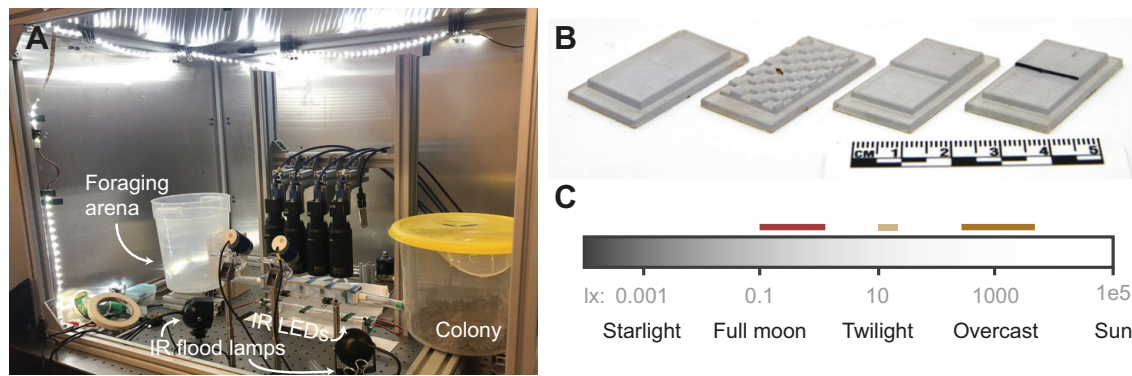 A
Foraging
arena
IR LEDs
IR flood lamps
Colony
B
CM 1 2 3 4 5
C
lx: 0.001 0.1 10 1000 1e5
Starlight Full moon Twilight Overcast Sun